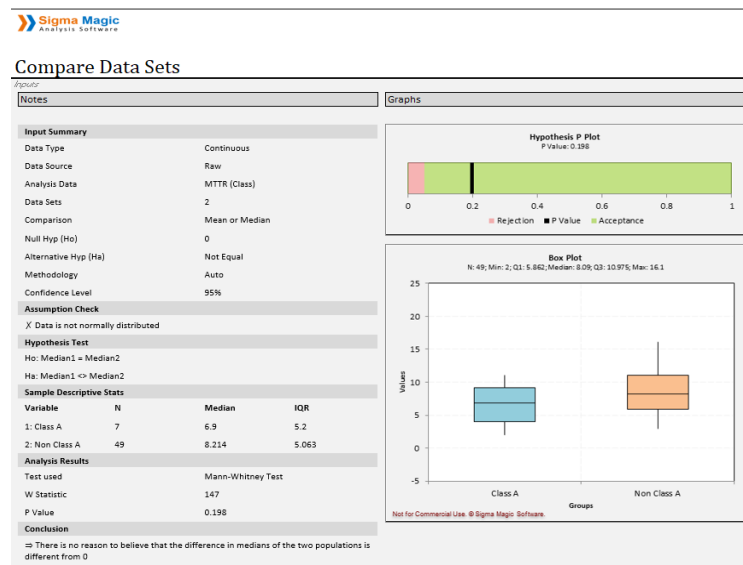 Sigma Magic
Analysis Software
Compare Data Sets
Inputs
Notes
Input Summary
Data Type Continuous
Data Source Raw
Analysis Data MTTR (Class)
Data Sets 2
Comparison Mean or Median
Null Hyp (Ho) 0
Alternative Hyp (Ha) Not Equal
Methodology Auto
Confidence Level 95%
Assumption Check
✗ Data is not normally distributed
Hypothesis Test
Ho: Median1 = Median2
Ha: Median1 <> Median2
Sample Descriptive Stats
Variable N Median IQR
1: Class A 7 6.9 5.2
2: Non Class A 49 8.214 5.063
Analysis Results
Test used Mann-Whitney Test
W Statistic 147
P Value 0.198
Conclusion
⇒ There is no reason to believe that the difference in medians of the two populations is
different from 0
Graphs
Hypothesis P Plot
P Value: 0.198
0 0.2 0.4 0.6 0.8 1
Rejection P Value Acceptance
Box Plot
N: 49; Min: 2; Q1: 5.862; Median: 8.09; Q3: 10.975; Max: 16.1
25
20
15
10
5
0
-5
Values
Class A Non Class A
Groups
Not for Commercial Use. © Sigma Magic Software.